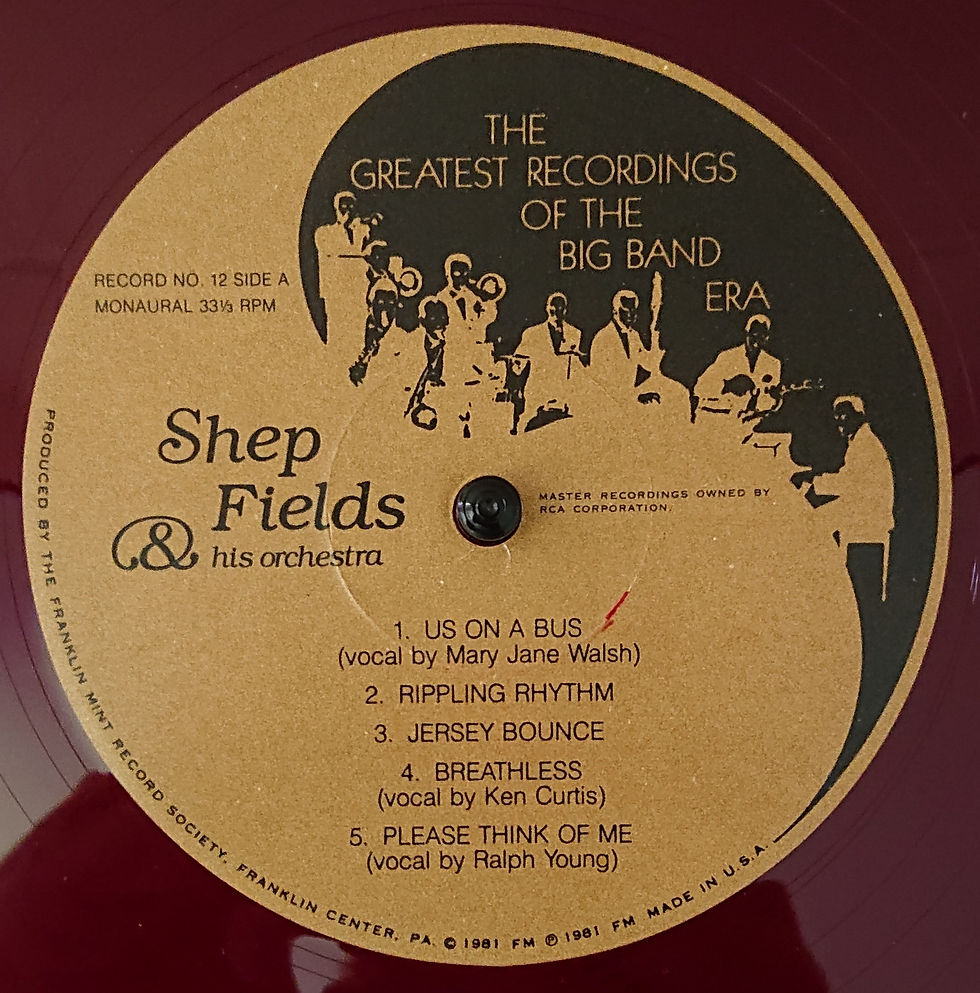 THE
GREATEST RECORDINGS
OF THE
BIG BAND
ERA
RECORD NO. 12 SIDE A
MONAURAL 33⅓ RPM
Shep
Fields
& his orchestra
MASTER RECORDINGS OWNED BY
RCA CORPORATION.
1. US ON A BUS
(vocal by Mary Jane Walsh)
2. RIPPLING RHYTHM
3. JERSEY BOUNCE
4. BREATHLESS
(vocal by Ken Curtis)
5. PLEASE THINK OF ME
(vocal by Ralph Young)
PRODUCED BY THE FRANKLIN MINT RECORD SOCIETY, FRANKLIN CENTER, PA. © 1981 FM ℗ 1981 FM MADE IN U.S.A.